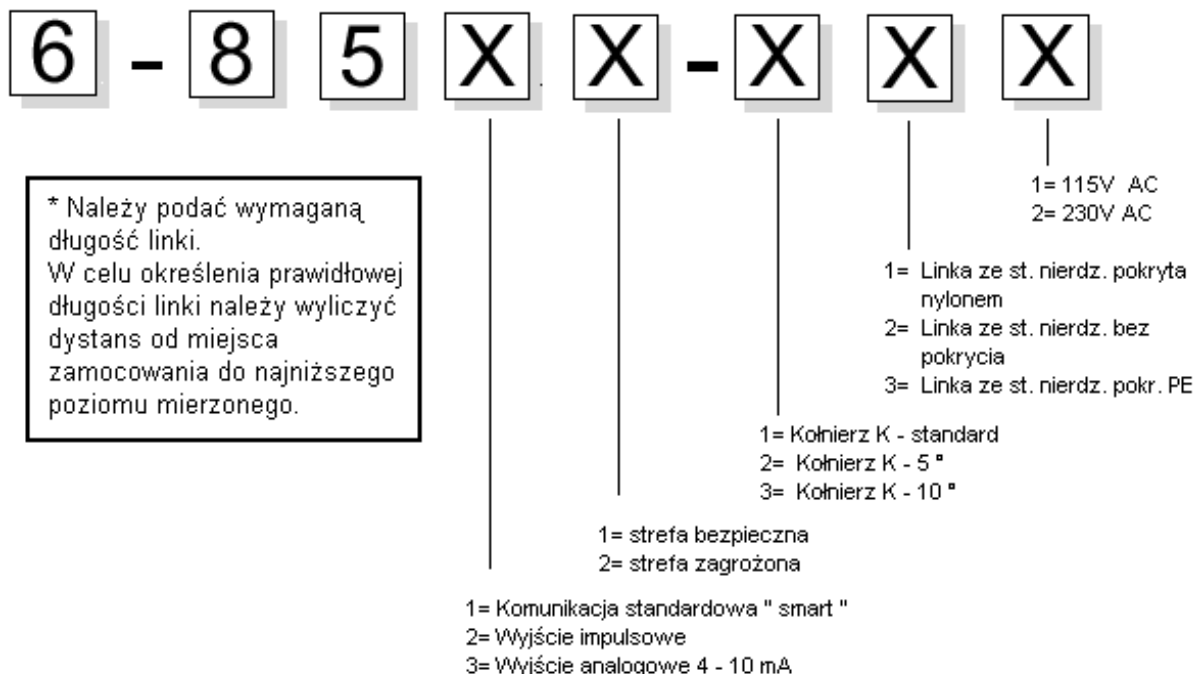 6 - 8 5 X X - X X X
* Należy podać wymaganą
długość linki.
W celu określenia prawidłowej
długości linki należy wyliczyć
dystans od miejsca
zamocowania do najniższego
poziomu mierzonego.
1= 115V AC
2= 230V AC
1= Linka ze st. nierdz. pokryta
nylonem
2= Linka ze st. nierdz. bez
pokrycia
3= Linka ze st. nierdz. pokr. PE
1= Kołnierz K - standard
2= Kołnierz K - 5 °
3= Kołnierz K - 10 °
1= strefa bezpieczna
2= strefa zagrożona
1= Komunikacja standardowa " smart "
2= Wyjście impulsowe
3= Wyjście analogowe 4 - 10 mA